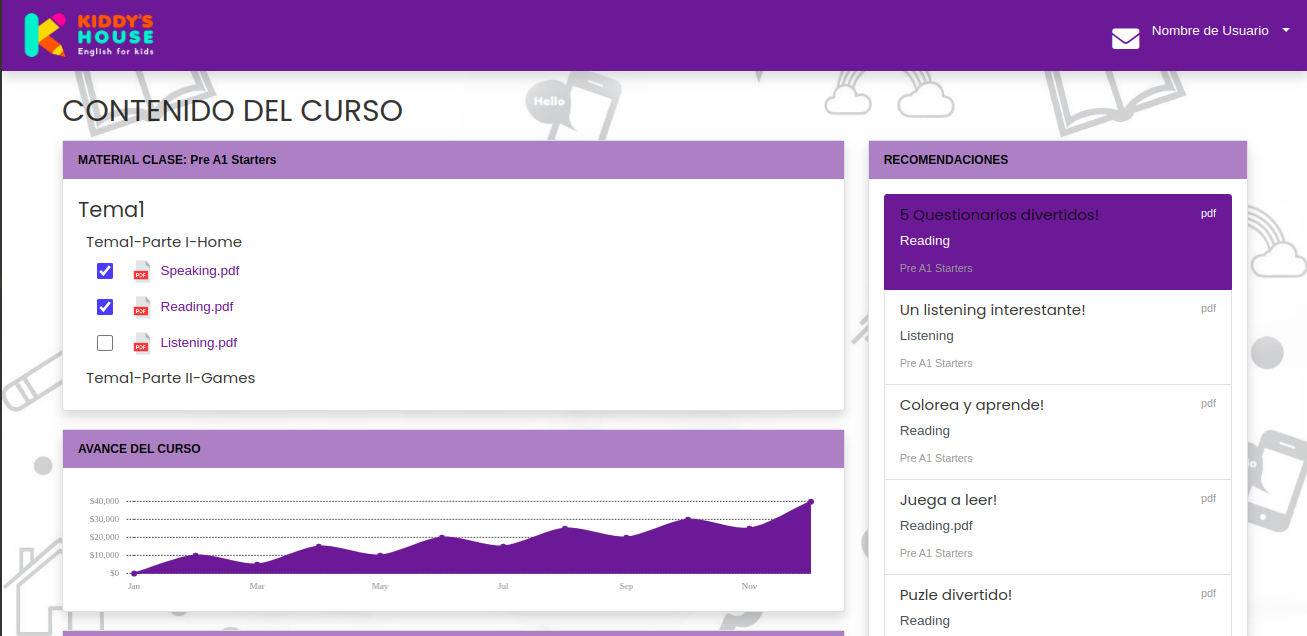 KIDDY'S
HOUSE
English for kids
Nombre de Usuario
Hello
CONTENIDO DEL CURSO
MATERIAL CLASE: Pre A1 Starters
Tema1
Tema1-Parte I-Home
PDF Speaking.pdf
PDF Reading.pdf
PDF Listening.pdf
Tema1-Parte II-Games
AVANCE DEL CURSO
$40,000
$30,000
$20,000
$10,000
$0
Jan Mar May Jul Sep Nov
RECOMENDACIONES
5 Questionarios divertidos! pdf
Reading
Pre A1 Starters
Un listening interestante! pdf
Listening
Pre A1 Starters
Colorea y aprende! pdf
Reading
Pre A1 Starters
Juega a leer! pdf
Reading.pdf
Pre A1 Starters
Puzle divertido! pdf
Reading